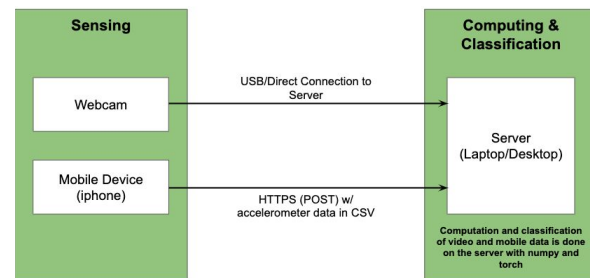 Sensing
Computing &
Classification
USB/Direct Connection to
Server
Webcam
Server
(Laptop/Desktop)
Mobile Device
(iphone)
HTTPS (POST) w/
accelerometer data in CSV
Computation and classification
of video and mobile data is done
on the server with numpy and
torch